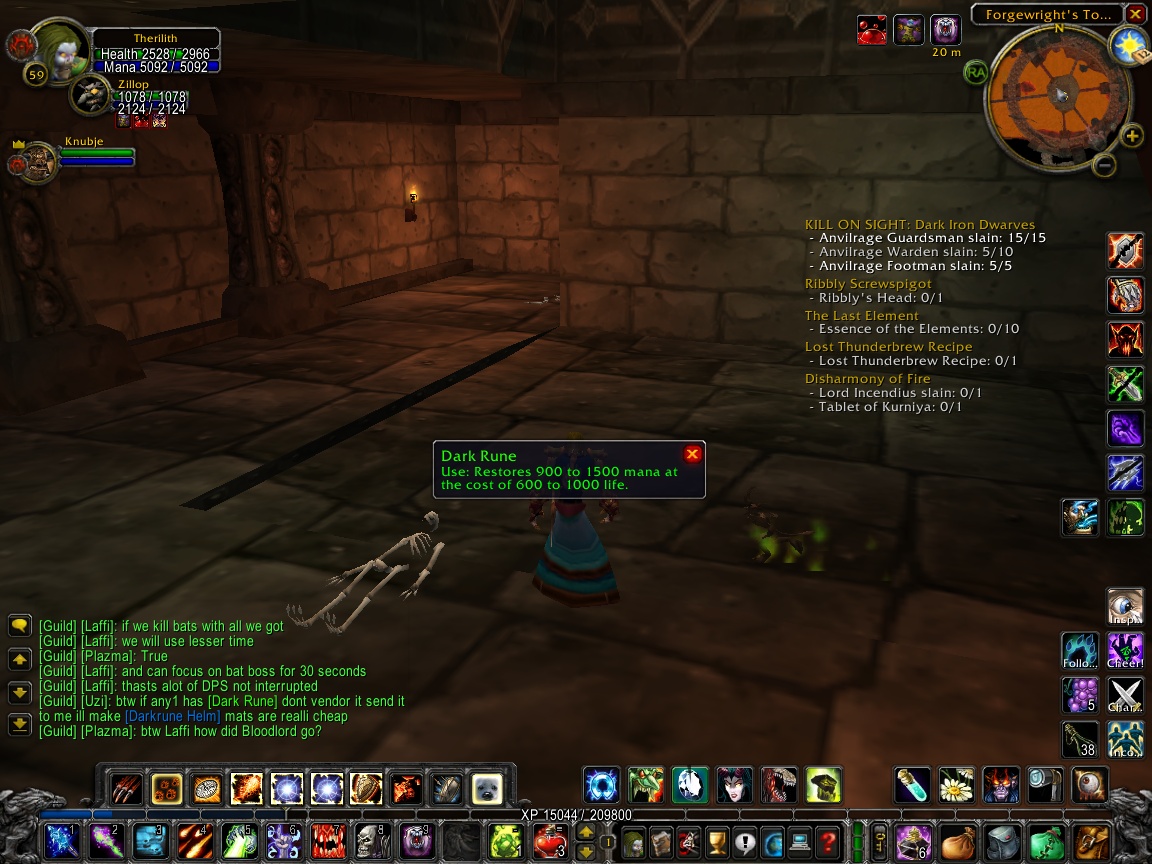 Therilith
Health 2528 / 2966
Mana 5092 / 5092
59
Zillop
1078 / 1078
2124 / 2124
Knubje
20 m
Forgewright's To...
N
RA
KILL ON SIGHT: Dark Iron Dwarves
- Anvilrage Guardsman slain: 15/15
- Anvilrage Warden slain: 5/10
- Anvilrage Footman slain: 5/5
Ribbly Screwspigot
- Ribbly's Head: 0/1
The Last Element
- Essence of the Elements: 0/10
Lost Thunderbrew Recipe
- Lost Thunderbrew Recipe: 0/1
Disharmony of Fire
- Lord Incendius slain: 0/1
- Tablet of Kurniya: 0/1
Dark Rune
Use: Restores 900 to 1500 mana at
the cost of 600 to 1000 life.
[Guild] [Laffi]: if we kill bats with all we got
[Guild] [Laffi]: we will use lesser time
[Guild] [Plazma]: True
[Guild] [Laffi]: and can focus on bat boss for 30 seconds
[Guild] [Laffi]: thasts alot of DPS not interrupted
[Guild] [Uzi]: btw if any1 has [Dark Rune] dont vendor it send it
to me ill make [Darkrune Helm] mats are realli cheap
[Guild] [Plazma]: btw Laffi how did Bloodlord go?
Follo...
Cheer!
5
38
XP 15044 / 209800
1
2
3
4
5
6
7
8
9
3
1
6